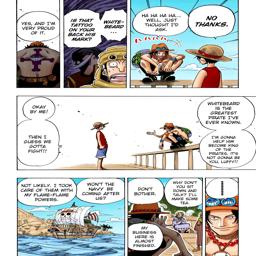 NO
THANKS.
HA HA HA HA...
WELL, JUST
THOUGHT I'D
ASK.
WHITE-
BEARD
...
IS THAT
TATTOO
ON YOUR
BACK HIS
MARK?
YES, AND
I'M VERY
PROUD OF
IT.
WHITEBEARD
IS THE
GREATEST
PIRATE I'VE
EVER KNOWN.
I'M GONNA
HELP HIM
BECOME KING
OF THE
PIRATES. IT'S
NOT GONNA BE
YOU, LUFFY!!
OKAY
BY ME!
THEN I
GUESS WE
GOTTA
FIGHT!!
WHY DON'T
YOU SIT
DOWN AND
TALK? I'LL
MAKE SOME
TEA.
DON'T
BOTHER.
MY
BUSINESS
HERE IS
ALMOST
FINISHED.
WON'T THE
NAVY BE
COMING
AFTER US?
NOT LIKELY. I TOOK
CARE OF THEM WITH
MY FLAME-FLAME
POWERS.